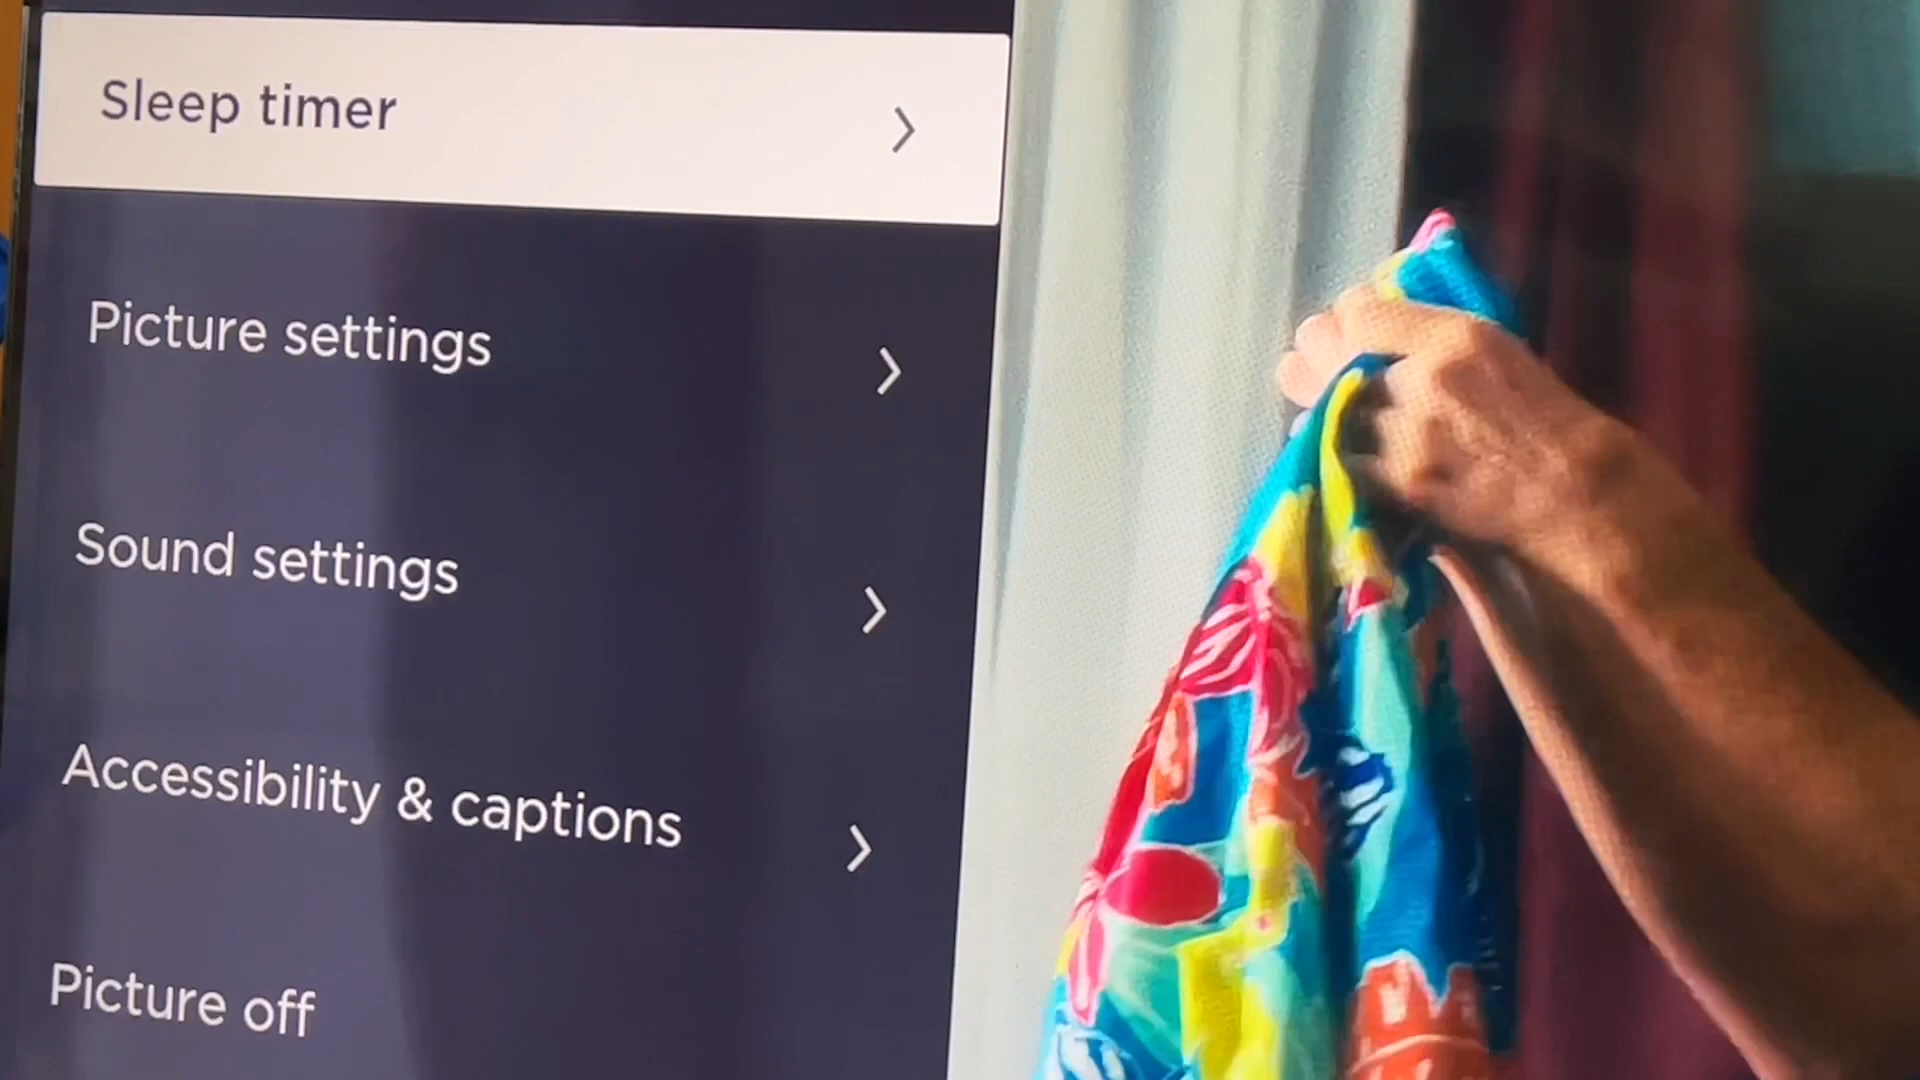 Sleep timer
Picture settings
Sound settings
Accessibility & captions
Picture off